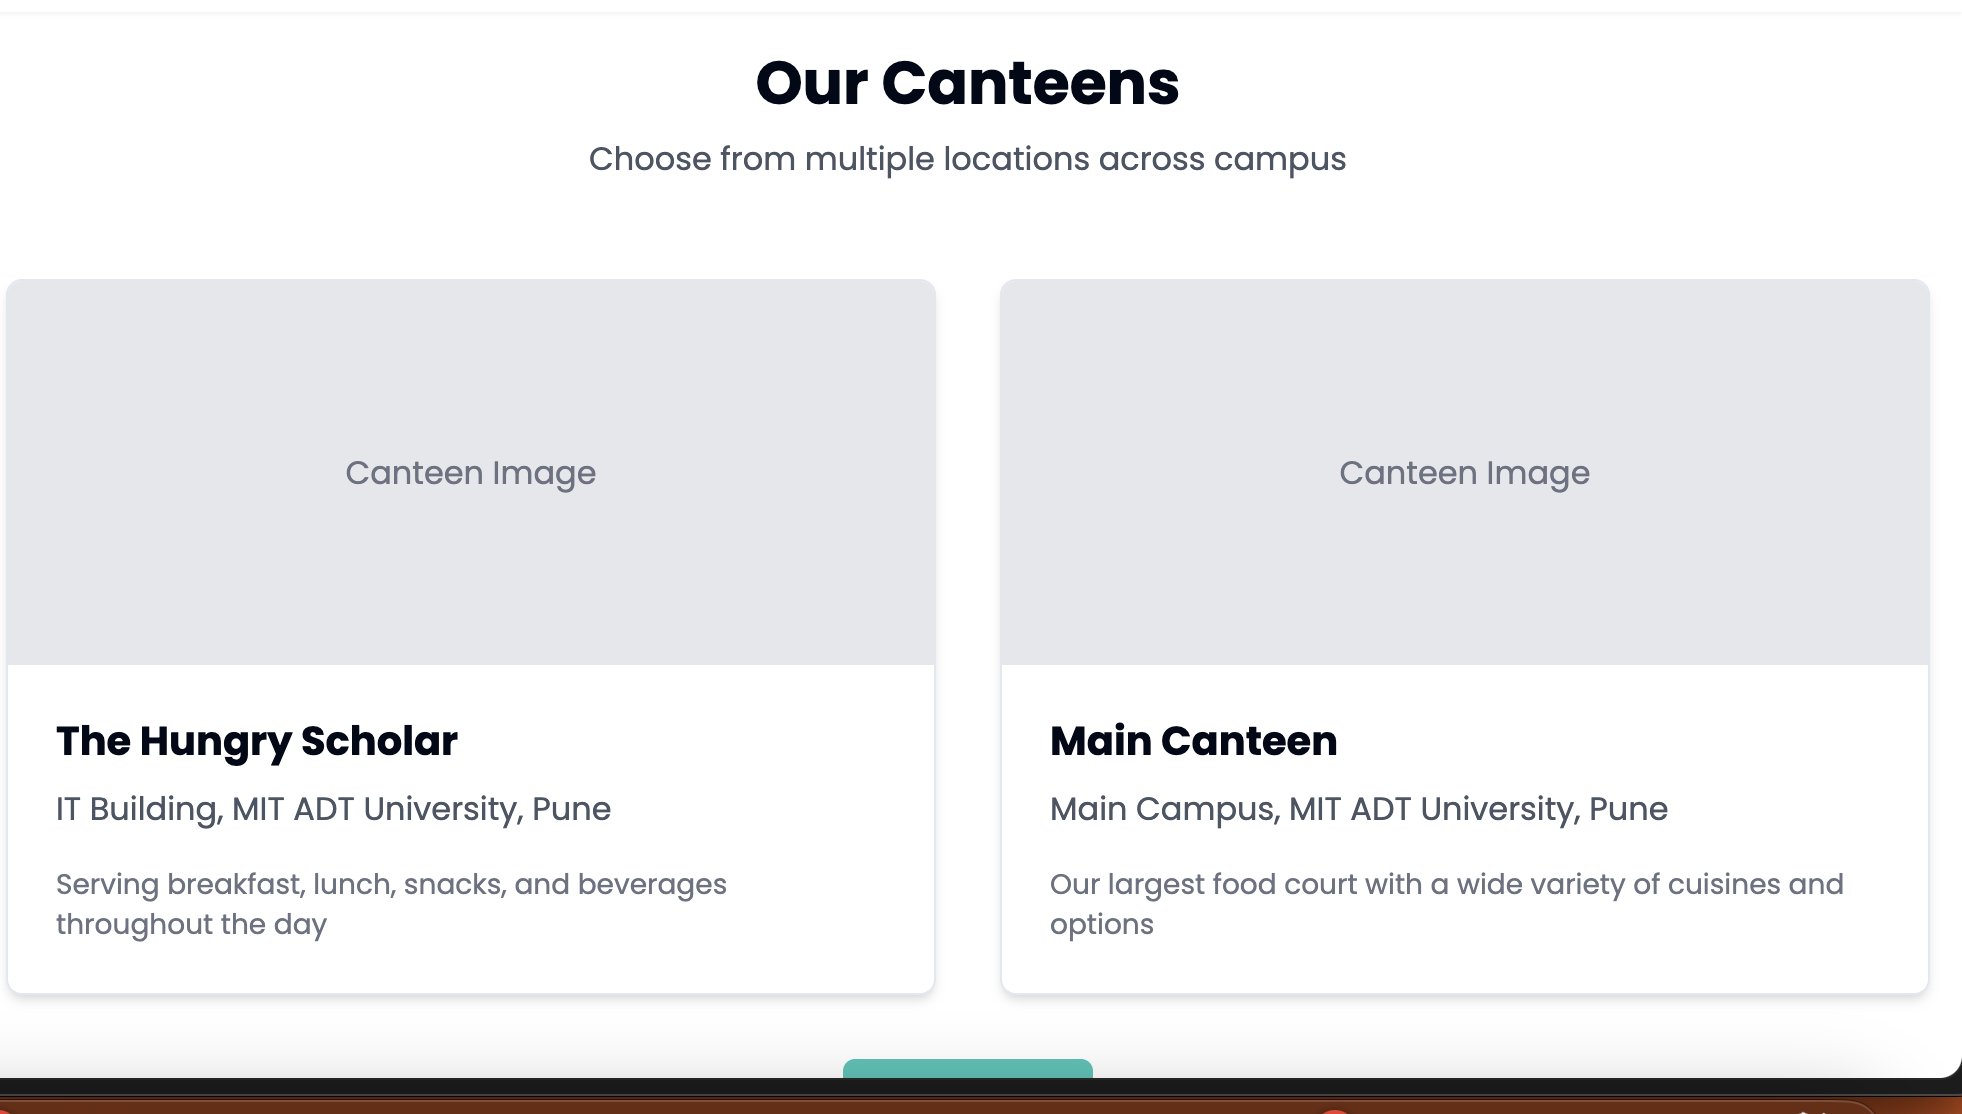 Our Canteens
Choose from multiple locations across campus
Canteen Image
Canteen Image
The Hungry Scholar
IT Building, MIT ADT University, Pune
Serving breakfast, lunch, snacks, and beverages
throughout the day
Main Canteen
Main Campus, MIT ADT University, Pune
Our largest food court with a wide variety of cuisines and
options